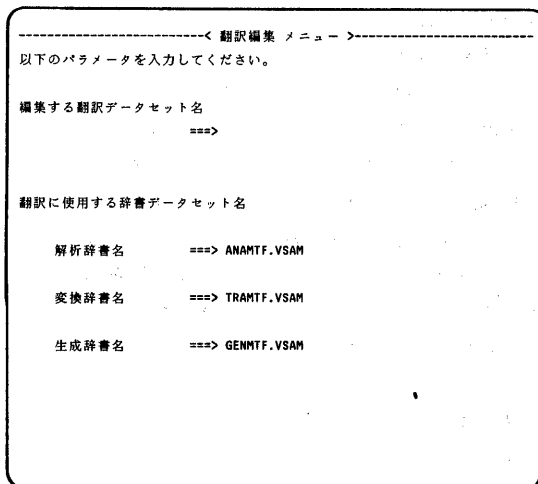 --------------------------< 翻訳編集 メニュー >-------------------------
以下のパラメータを入力してください。
編集する翻訳データセット名
===>
翻訳に使用する辞書データセット名
解析辞書名 ===> ANAMTF.VSAM
変換辞書名 ===> TRAMTF.VSAM
生成辞書名 ===> GENMTF.VSAM